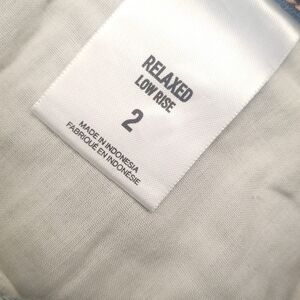 RELAXED
LOW RISE
2
MADE IN INDONESIA
FABRIQUÉ EN INDONÉSIE